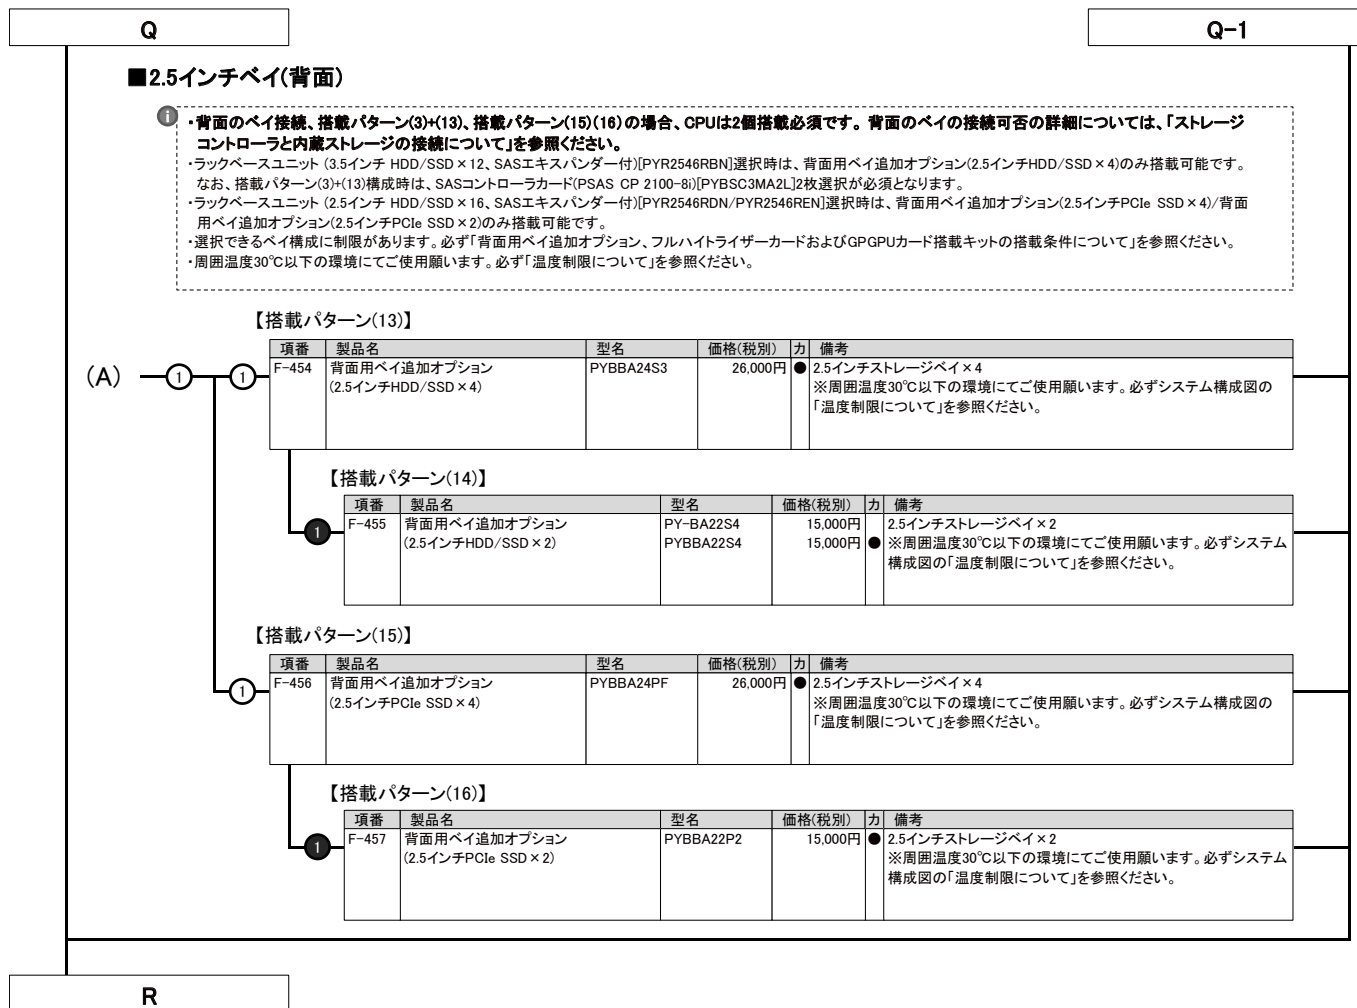 Q
Q-1
■2.5インチベイ(背面)
・背面のベイ接続、搭載パターン(3)+(13)、搭載パターン(15)(16)の場合、CPUは2個搭載必須です。背面のベイの接続可否の詳細については、「ストレージ
コントローラと内蔵ストレージの接続について」を参照ください。
・ラックベースユニット (3.5インチ HDD/SSD×12、SASエキスパンダー付)[PYR2546RBN]選択時は、背面用ベイ追加オプション(2.5インチHDD/SSD×4)のみ搭載可能です。
なお、搭載パターン(3)+(13)構成時は、SASコントローラカード(PSAS CP 2100-8i)[PYBSC3MA2L]2枚選択が必須となります。
・ラックベースユニット (2.5インチ HDD/SSD×16、SASエキスパンダー付)[PYR2546RDN/PYR2546REN]選択時は、背面用ベイ追加オプション(2.5インチPCIe SSD×4)/背面
用ベイ追加オプション(2.5インチPCIe SSD×2)のみ搭載可能です。
・選択できるベイ構成に制限があります。必ず「背面用ベイ追加オプション、フルハイトライザーカードおよびGPGPUカード搭載キットの搭載条件について」を参照ください。
・周囲温度30℃以下の環境にてご使用願います。必ず「温度制限について」を参照ください。
【搭載パターン(13)】
項番 製品名 型名 価格(税別) カ 備考
(A) 1 1 F-454 背面用ベイ追加オプション PYBBA24S3 26,000円 ● 2.5インチストレージベイ×4
(2.5インチHDD/SSD×4) ※周囲温度30℃以下の環境にてご使用願います。必ずシステム構成図の
「温度制限について」を参照ください。
【搭載パターン(14)】
項番 製品名 型名 価格(税別) カ 備考
1 F-455 背面用ベイ追加オプション PY-BA22S4 15,000円 2.5インチストレージベイ×2
(2.5インチHDD/SSD×2) PYBBA22S4 15,000円 ● ※周囲温度30℃以下の環境にてご使用願います。必ずシステム
構成図の「温度制限について」を参照ください。
【搭載パターン(15)】
項番 製品名 型名 価格(税別) カ 備考
1 F-456 背面用ベイ追加オプション PYBBA24PF 26,000円 ● 2.5インチストレージベイ×4
(2.5インチPCIe SSD×4) ※周囲温度30℃以下の環境にてご使用願います。必ずシステム構成図の
「温度制限について」を参照ください。
【搭載パターン(16)】
項番 製品名 型名 価格(税別) カ 備考
1 F-457 背面用ベイ追加オプション PYBBA22P2 15,000円 ● 2.5インチストレージベイ×2
(2.5インチPCIe SSD×2) ※周囲温度30℃以下の環境にてご使用願います。必ずシステム
構成図の「温度制限について」を参照ください。
R